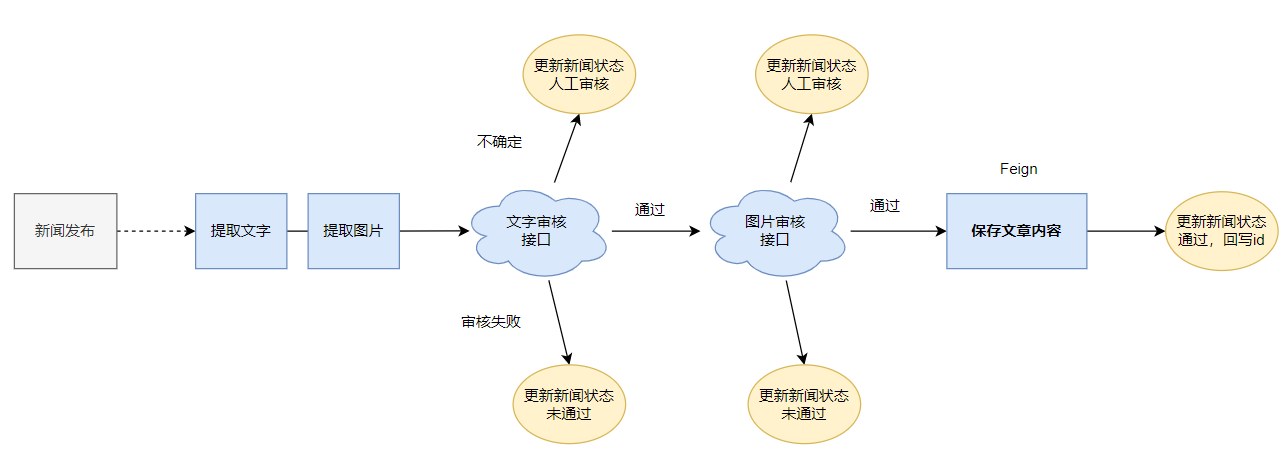 更新新闻状态
人工审核
更新新闻状态
人工审核
不确定
Feign
新闻发布
提取文字
提取图片
文字审核
接口
通过
图片审核
接口
通过
保存文章内容
更新新闻状态
通过，回写id
审核失败
更新新闻状态
未通过
更新新闻状态
未通过